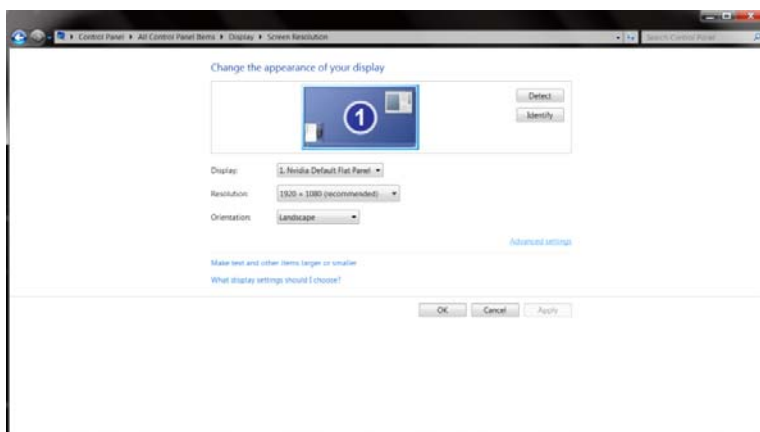 Control Panel ▸ All Control Panel Items ▸ Display ▸ Screen Resolution
Search Control Panel
Change the appearance of your display
1
Detect
Identify
Display:
1. Nvidia Default Flat Panel
Resolution:
1920 × 1080 (recommended)
Orientation:
Landscape
Advanced settings
Make text and other items larger or smaller
What display settings should I choose?
OK
Cancel
Apply